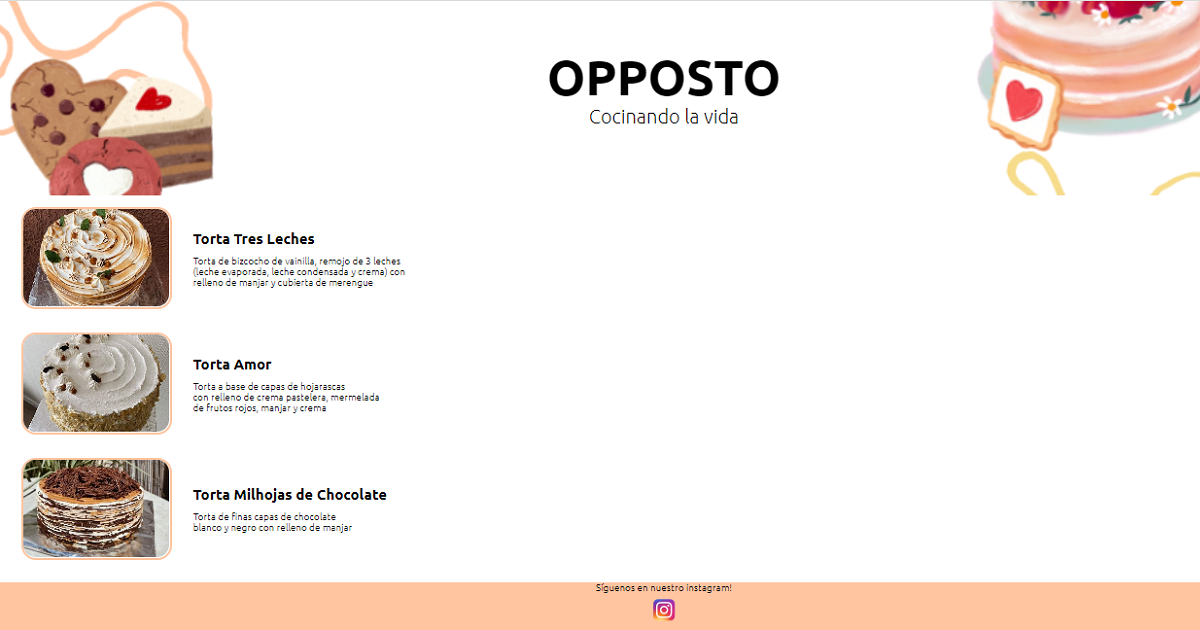 OPPOSTO
Cocinando la vida
Torta Tres Leches
Torta de bizcocho de vainilla, remojo de 3 leches
(leche evaporada, leche condensada y crema) con
relleno de manjar y cubierta de merengue
Torta Amor
Torta a base de capas de hojarascas
con relleno de crema pastelera, mermelada
de frutos rojos, manjar y crema
Torta Milhojas de Chocolate
Torta de finas capas de chocolate
blanco y negro con relleno de manjar
Síguenos en nuestro instagram!